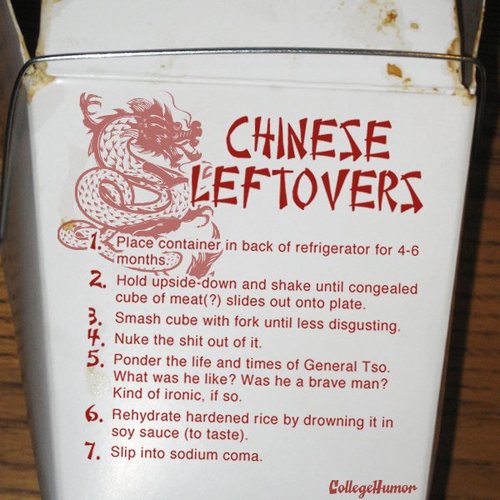 CHINESE
LEFTOVERS
1. Place container in back of refrigerator for 4-6
months.
2. Hold upside-down and shake until congealed
cube of meat(?) slides out onto plate.
3. Smash cube with fork until less disgusting.
4. Nuke the shit out of it.
5. Ponder the life and times of General Tso.
What was he like? Was he a brave man?
Kind of ironic, if so.
6. Rehydrate hardened rice by drowning it in
soy sauce (to taste).
7. Slip into sodium coma.
CollegeHumor